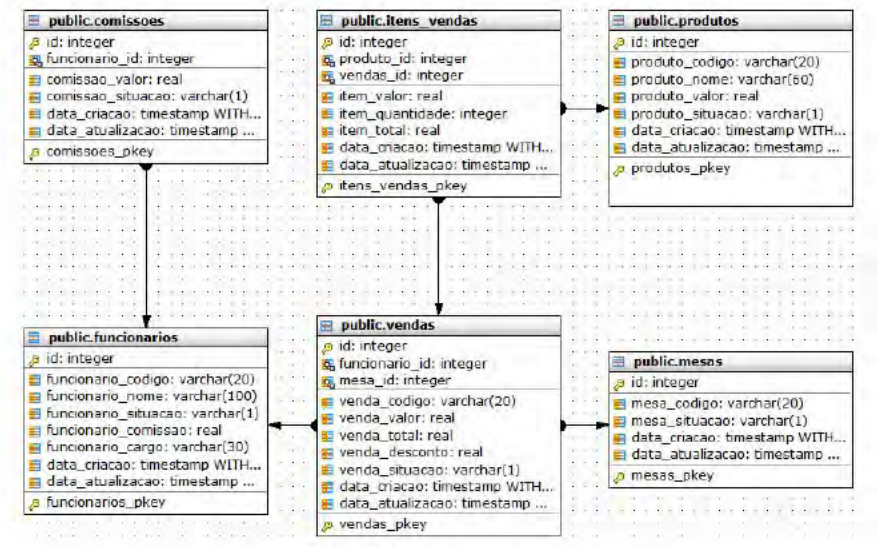 public.comissoes
id: integer
funcionario_id: integer
comissao_valor: real
comissao_situacao: varchar(1)
data_criacao: timestamp WITH...
data_atualizacao: timestamp ...
comissoes_pkey
public.itens_vendas
id: integer
produto_id: integer
vendas_id: integer
item_valor: real
item_quantidade: integer
item_total: real
data_criacao: timestamp WITH...
data_atualizacao: timestamp ...
itens_vendas_pkey
public.produtos
id: integer
produto_codigo: varchar(20)
produto_nome: varchar(60)
produto_valor: real
produto_situacao: varchar(1)
data_criacao: timestamp WITH...
data_atualizacao: timestamp ...
produtos_pkey
public.funcionarios
id: integer
funcionario_codigo: varchar(20)
funcionario_nome: varchar(100)
funcionario_situacao: varchar(1)
funcionario_comissao: real
funcionario_cargo: varchar(30)
data_criacao: timestamp WITH...
data_atualizacao: timestamp ...
funcionarios_pkey
public.vendas
id: integer
funcionario_id: integer
mesa_id: integer
venda_codigo: varchar(20)
venda_valor: real
venda_total: real
venda_desconto: real
venda_situacao: varchar(1)
data_criacao: timestamp WITH...
data_atualizacao: timestamp ...
vendas_pkey
public.mesas
id: integer
mesa_codigo: varchar(20)
mesa_situacao: varchar(1)
data_criacao: timestamp WITH...
data_atualizacao: timestamp ...
mesas_pkey